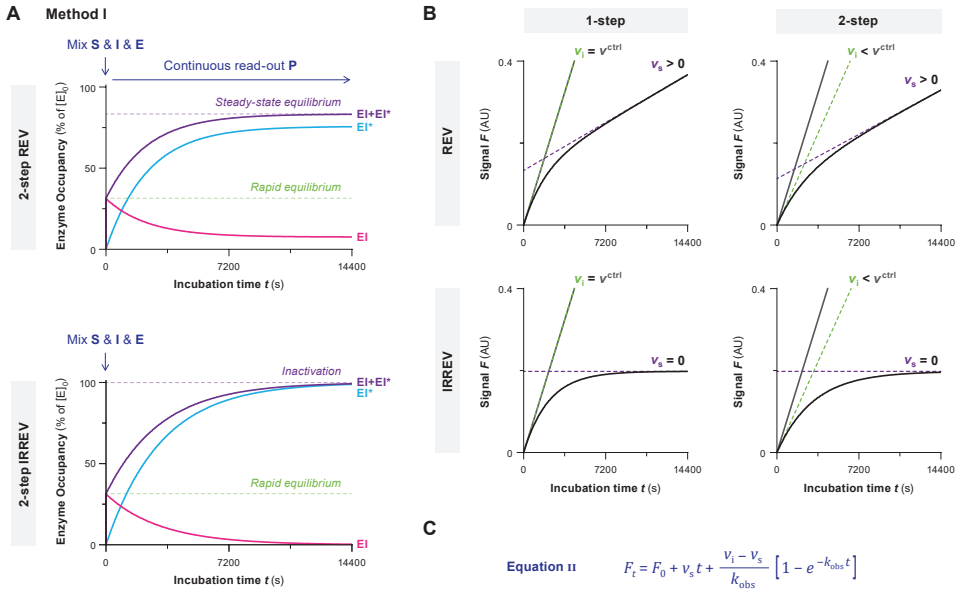 A
Method I
Mix S & I & E
Continuous read-out P
2-step REV
Enzyme Occupancy (% of [E]0)
100
50
0
Steady-state equilibrium
EI+EI*
EI*
Rapid equilibrium
EI
0
7200
14400
Incubation time t (s)
Mix S & I & E
2-step IRREV
Enzyme Occupancy (% of [E]0)
100
50
0
Inactivation
EI+EI*
EI*
Rapid equilibrium
EI
0
7200
14400
Incubation time t (s)
B
1-step
2-step
REV
Signal F (AU)
0.4
0
vi = vctrl
vs > 0
0
7200
14400
Signal F (AU)
0.4
0
vi < vctrl
vs > 0
0
7200
14400
IRREV
Signal F (AU)
0.4
0
vi = vctrl
vs = 0
0
7200
14400
Incubation time t (s)
Signal F (AU)
0.4
0
vi < vctrl
vs = 0
0
7200
14400
Incubation time t (s)
C
Equation II
Ft = F0 + vst + (vi − vs)/kobs [1 − e−kobst]